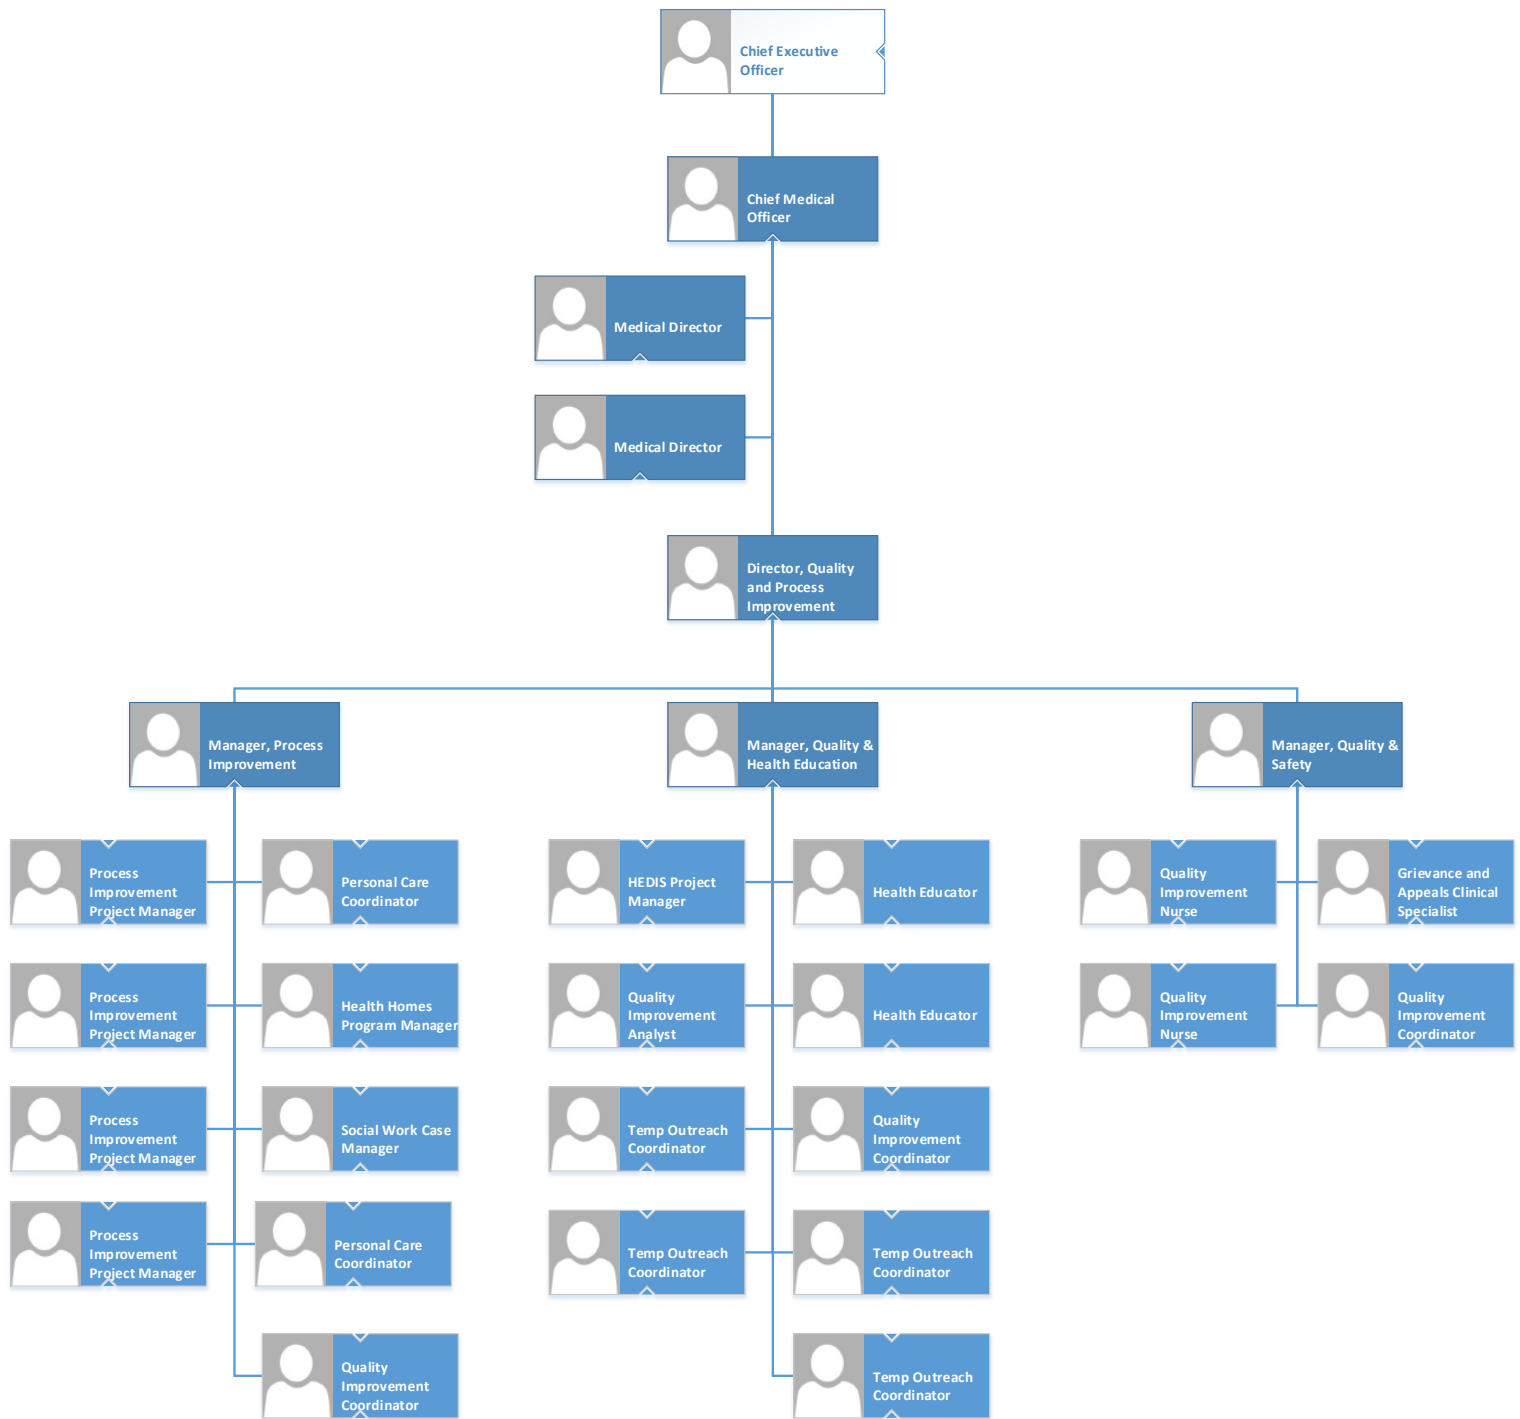 Chief Executive
Officer
Chief Medical
Officer
Medical Director
Medical Director
Director, Quality
and Process
Improvement
Manager, Process
Improvement
Manager, Quality &
Health Education
Manager, Quality &
Safety
Process
Improvement
Project Manager
Personal Care
Coordinator
HEDIS Project
Manager
Health Educator
Quality
Improvement
Nurse
Grievance and
Appeals Clinical
Specialist
Process
Improvement
Project Manager
Health Homes
Program Manager
Quality
Improvement
Analyst
Health Educator
Quality
Improvement
Nurse
Quality
Improvement
Coordinator
Process
Improvement
Project Manager
Social Work Case
Manager
Temp Outreach
Coordinator
Quality
Improvement
Coordinator
Process
Improvement
Project Manager
Personal Care
Coordinator
Temp Outreach
Coordinator
Temp Outreach
Coordinator
Quality
Improvement
Coordinator
Temp Outreach
Coordinator